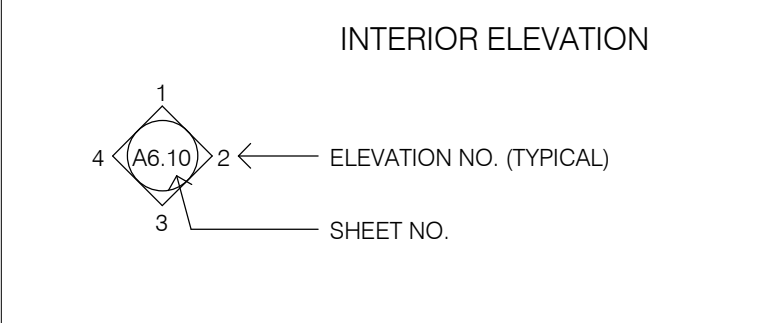 INTERIOR ELEVATION
1
4 A6.10 2 ELEVATION NO. (TYPICAL)
3
SHEET NO.